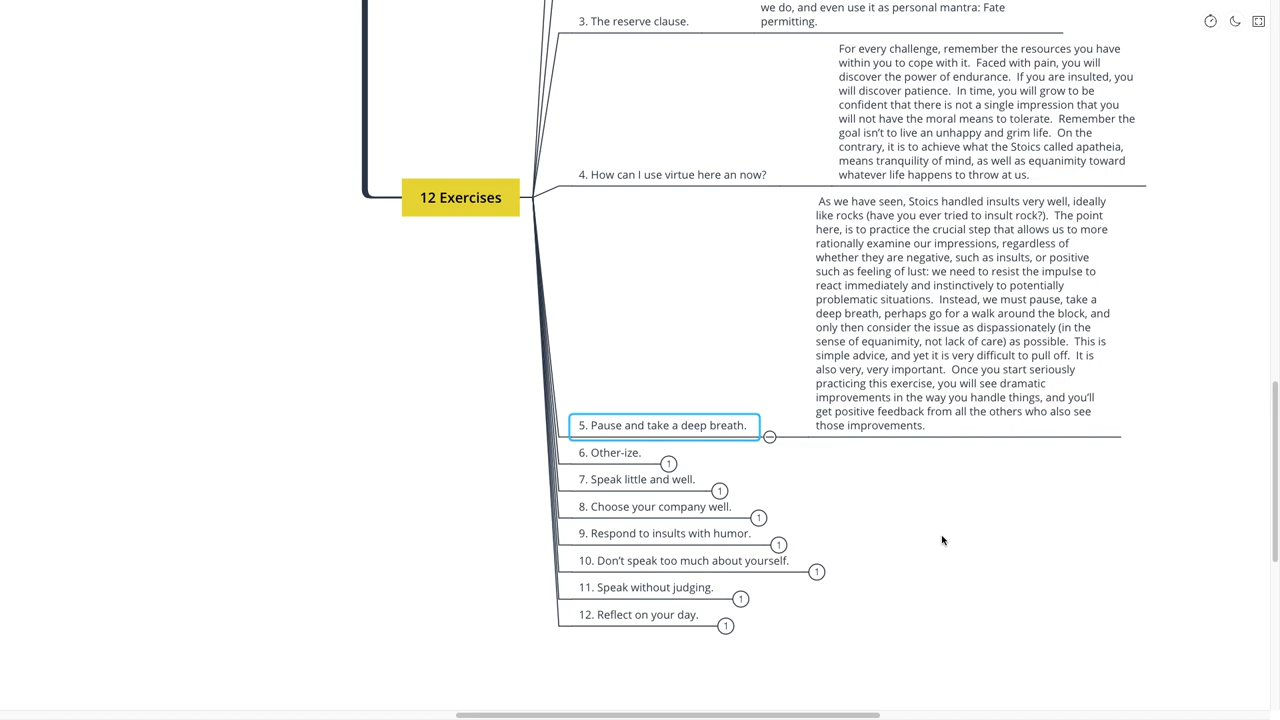 we do, and even use it as personal mantra: Fate
permitting.
3. The reserve clause.
For every challenge, remember the resources you have
within you to cope with it.  Faced with pain, you will
discover the power of endurance.  If you are insulted, you
will discover patience.  In time, you will grow to be
confident that there is not a single impression that you
will not have the moral means to tolerate.  Remember the
goal isn’t to live an unhappy and grim life.  On the
contrary, it is to achieve what the Stoics called apatheia,
means tranquility of mind, as well as equanimity toward
whatever life happens to throw at us.
4. How can I use virtue here an now?
12 Exercises
As we have seen, Stoics handled insults very well, ideally
like rocks (have you ever tried to insult rock?).  The point
here, is to practice the crucial step that allows us to more
rationally examine our impressions, regardless of
whether they are negative, such as insults, or positive
such as feeling of lust: we need to resist the impulse to
react immediately and instinctively to potentially
problematic situations.  Instead, we must pause, take a
deep breath, perhaps go for a walk around the block, and
only then consider the issue as dispassionately (in the
sense of equanimity, not lack of care) as possible.  This is
simple advice, and yet it is very difficult to pull off.  It is
also very, very important.  Once you start seriously
practicing this exercise, you will see dramatic
improvements in the way you handle things, and you’ll
get positive feedback from all the others who also see
those improvements.
5. Pause and take a deep breath.
6. Other-ize.
1
7. Speak little and well.
1
8. Choose your company well.
1
9. Respond to insults with humor.
1
10. Don’t speak too much about yourself.
1
11. Speak without judging.
1
12. Reflect on your day.
1